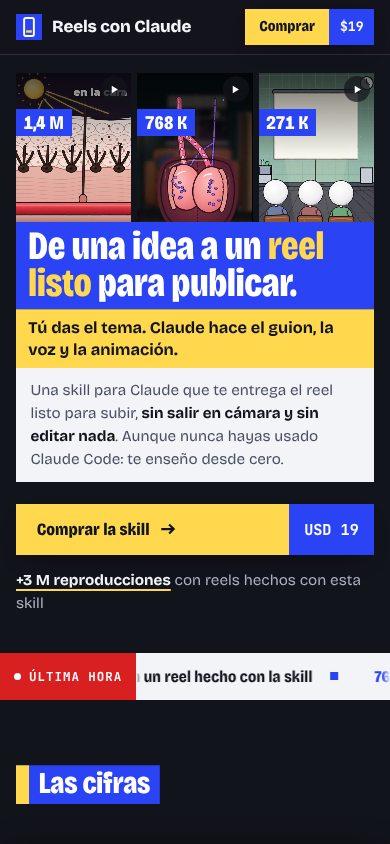 Reels con Claude
Comprar $19
en la cara
1,4 M
768 K
271 K
De una idea a un reel
listo para publicar.
Tú das el tema. Claude hace el guion, la
voz y la animación.
Una skill para Claude que te entrega el reel
listo para subir, sin salir en cámara y sin
editar nada. Aunque nunca hayas usado
Claude Code: te enseño desde cero.
Comprar la skill → USD 19
+3 M reproducciones con reels hechos con esta
skill
ÚLTIMA HORA un reel hecho con la skill 76
Las cifras